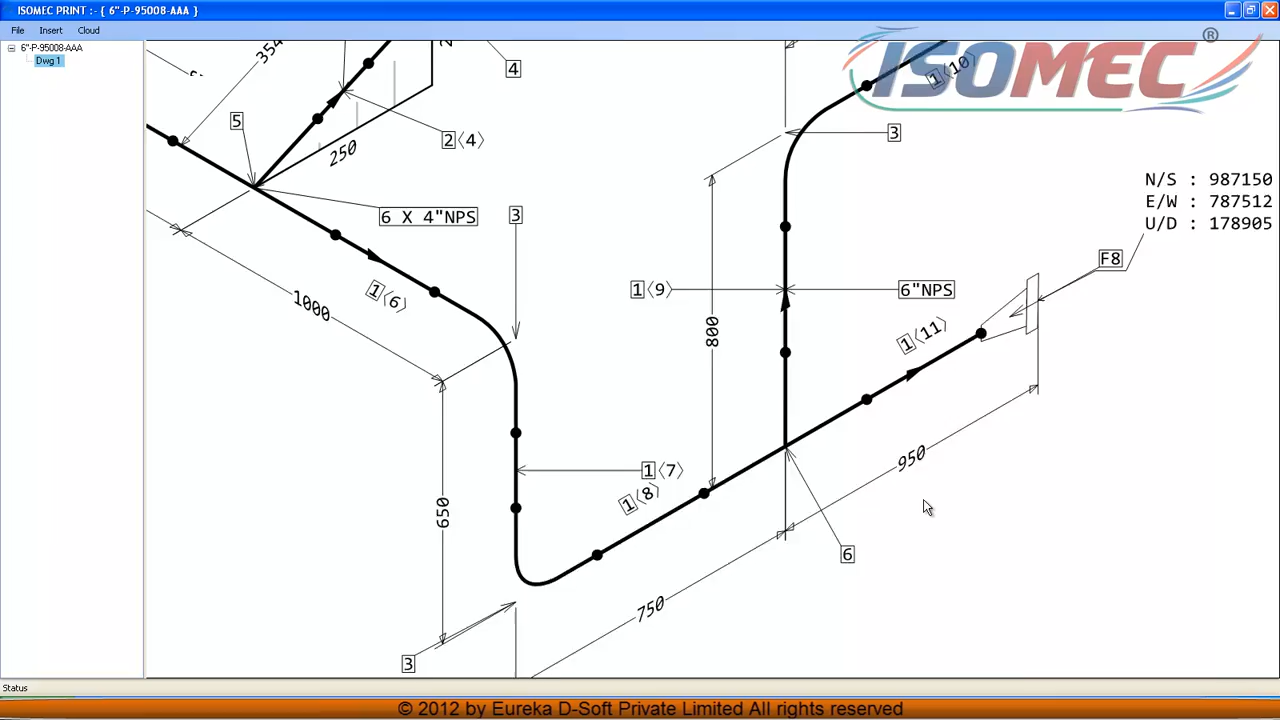 ISOMEC PRINT :- { 6"-P-95008-AAA }
File Insert Cloud
6"-P-95008-AAA
Dwg 1
ISOMEC®
354
4
1⟨10⟩
5
2⟨4⟩
3
250
N/S : 987150
E/W : 787512
U/D : 178905
6 X 4"NPS
3
F8
1⟨6⟩
1⟨9⟩
6"NPS
1000
800
1⟨11⟩
950
1⟨7⟩
1⟨8⟩
650
6
750
3
Status
© 2012 by Eureka D-Soft Private Limited All rights reserved